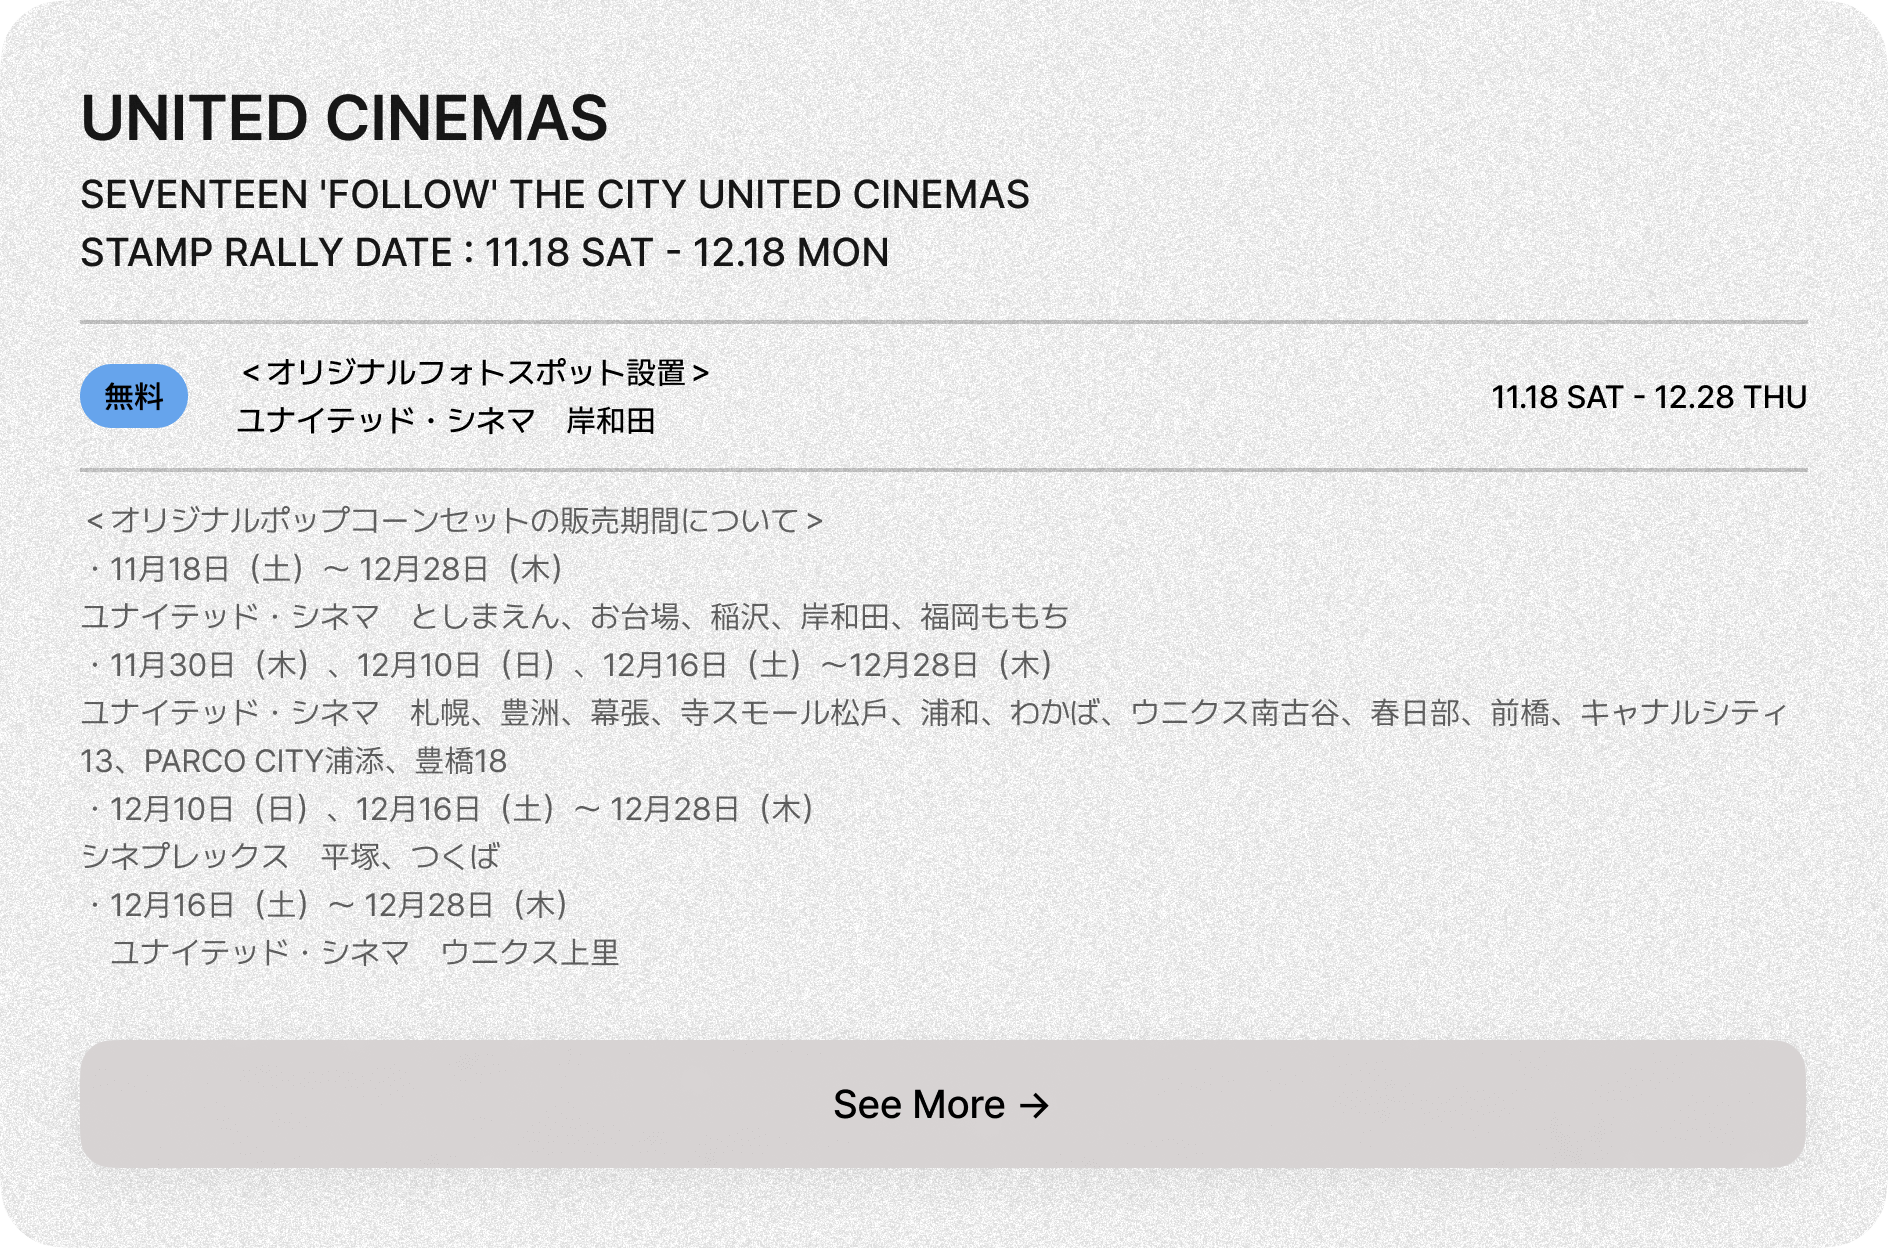 UNITED CINEMAS
SEVENTEEN 'FOLLOW' THE CITY UNITED CINEMAS
STAMP RALLY DATE : 11.18 SAT - 12.18 MON
無料
＜オリジナルフォトスポット設置＞
ユナイテッド・シネマ　岸和田
11.18 SAT - 12.28 THU
＜オリジナルポップコーンセットの販売期間について＞
・11月18日（土）〜 12月28日（木）
ユナイテッド・シネマ　としまえん、お台場、稲沢、岸和田、福岡ももち
・11月30日（木）、12月10日（日）、12月16日（土）〜12月28日（木）
ユナイテッド・シネマ　札幌、豊洲、幕張、寺スモール松戶、浦和、わかば、ウニクス南古谷、春日部、前橋、キャナルシティ
13、PARCO CITY浦添、豊橋18
・12月10日（日）、12月16日（土）〜 12月28日（木）
シネプレックス　平塚、つくば
・12月16日（土）〜 12月28日（木）
　ユナイテッド・シネマ　ウニクス上里
See More →